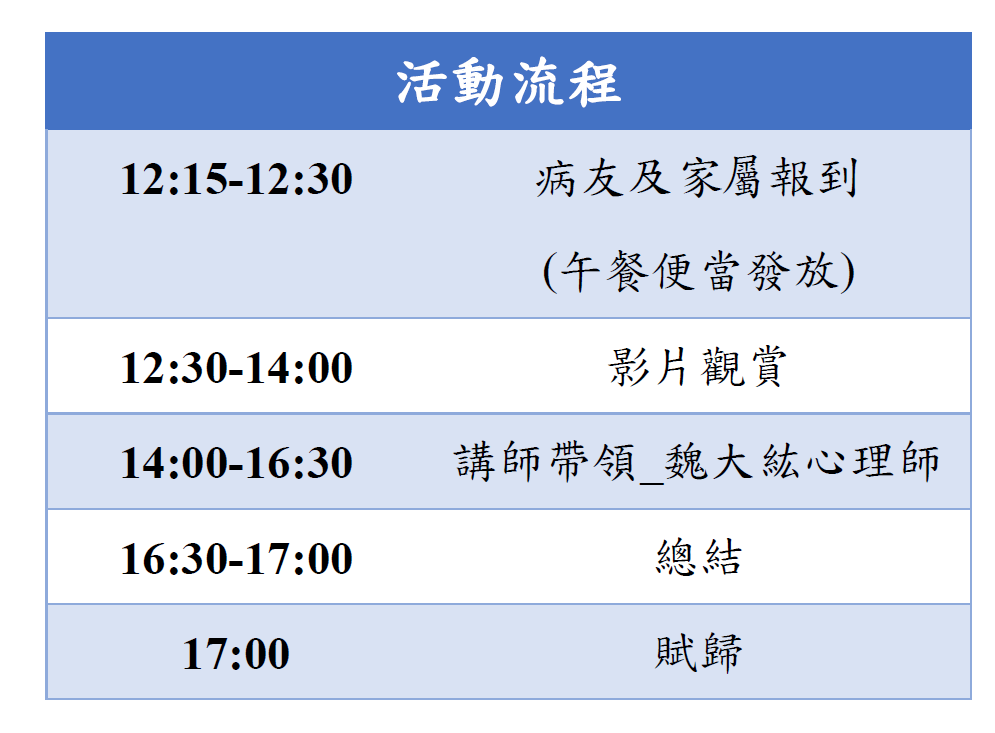 活動流程
12:15-12:30 病友及家屬報到
(午餐便當發放)
12:30-14:00 影片觀賞
14:00-16:30 講師帶領_魏大紘心理師
16:30-17:00 總結
17:00 賦歸